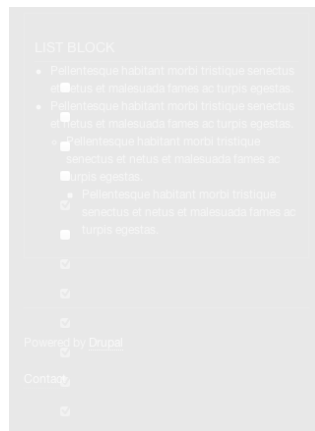 LIST BLOCK
Pellentesque habitant morbi tristique senectus
et netus et malesuada fames ac turpis egestas.
Pellentesque habitant morbi tristique senectus
et netus et malesuada fames ac turpis egestas.
Pellentesque habitant morbi tristique
senectus et netus et malesuada fames ac
turpis egestas.
Pellentesque habitant morbi tristique
senectus et netus et malesuada fames ac
turpis egestas.
Powered by Drupal
Contact